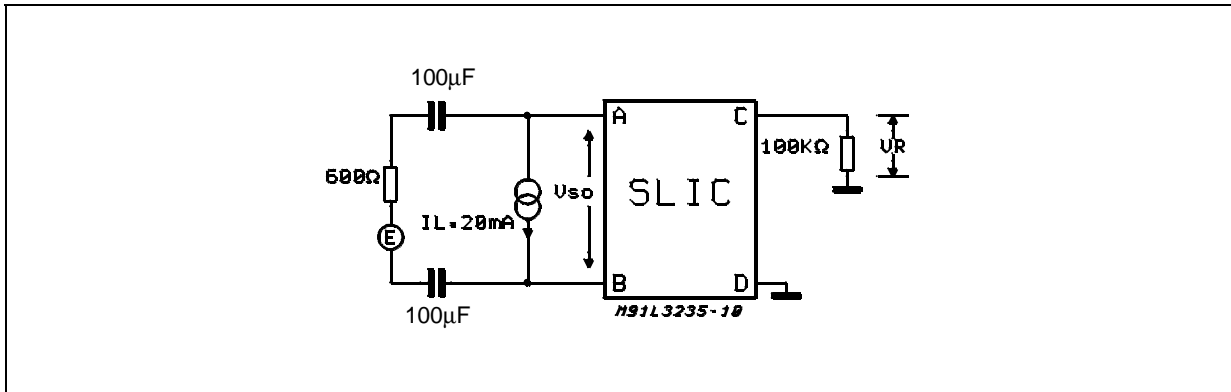 100μF
A
C
600Ω
E
IL=20mA
Vso
SLIC
100KΩ
VR
B
D
100μF
M91L3235-10